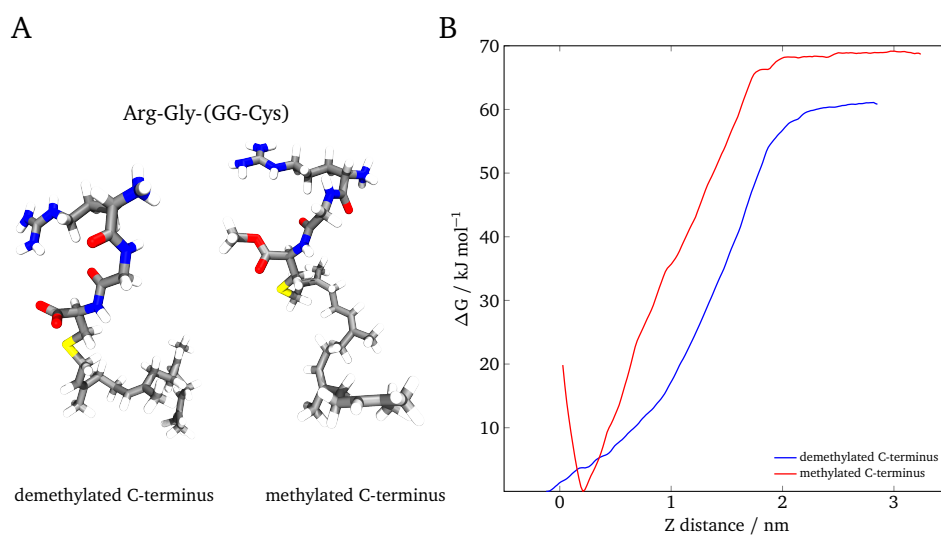 A
Arg-Gly-(GG-Cys)
demethylated C-terminus
methylated C-terminus
B
70
60
50
40
30
20
10
ΔG / kJ mol⁻¹
0
1
2
3
Z distance / nm
demethylated C-terminus
methylated C-terminus